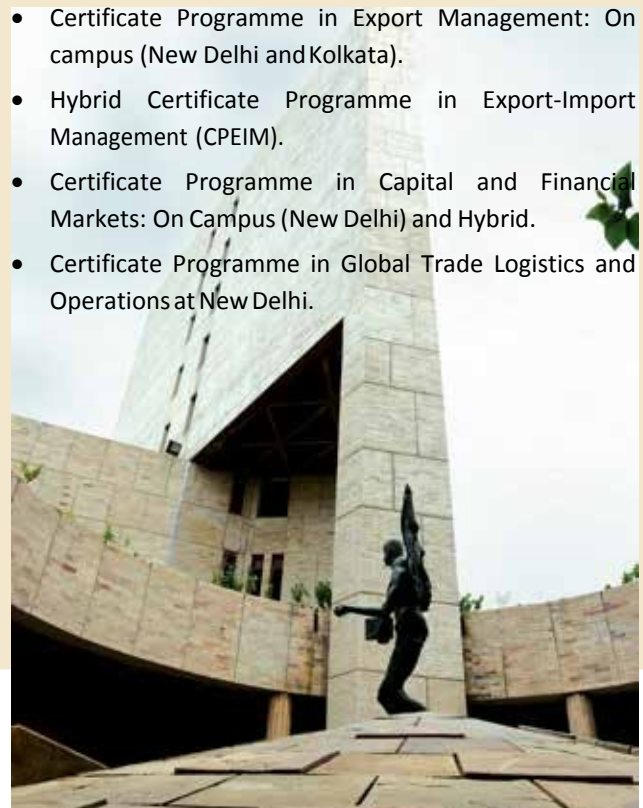 • Certificate Programme in Export Management: On
campus (New Delhi and Kolkata).
• Hybrid Certificate Programme in Export-Import
Management (CPEIM).
• Certificate Programme in Capital and Financial
Markets: On Campus (New Delhi) and Hybrid.
• Certificate Programme in Global Trade Logistics and
Operations at New Delhi.